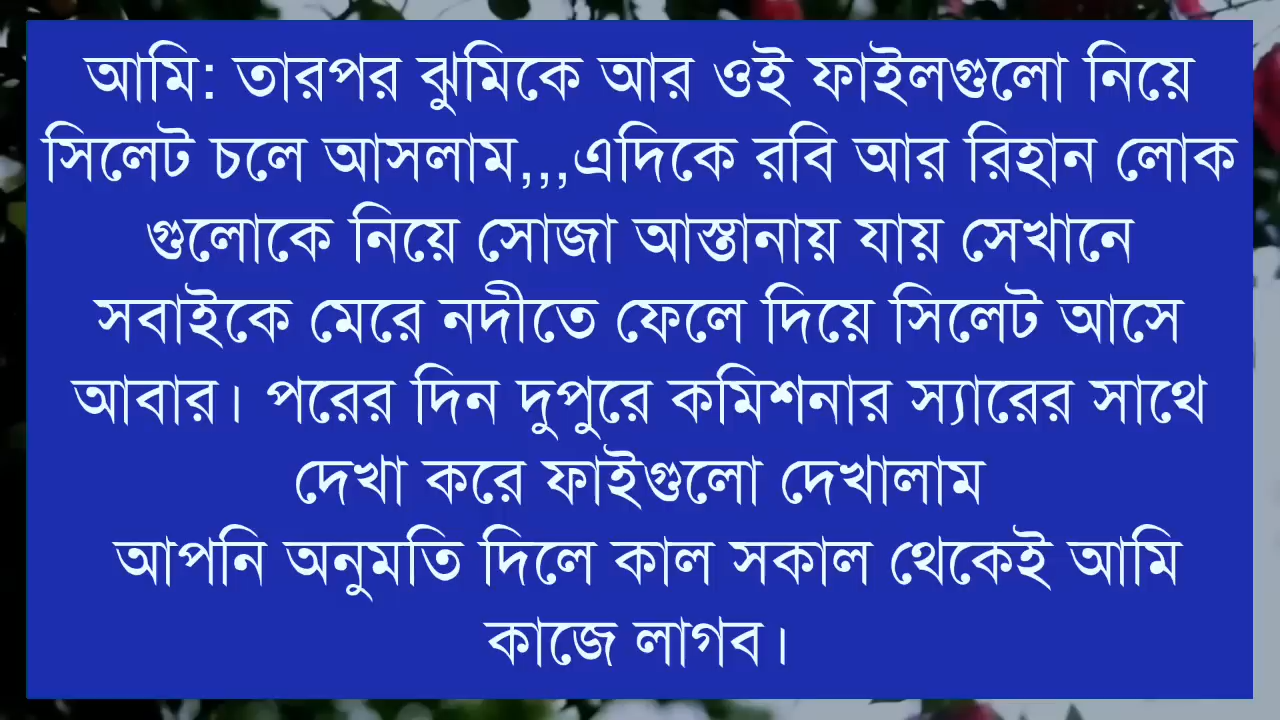 আমি: তারপর ঝুমিকে আর ওই ফাইলগুলো নিয়ে
সিলেট চলে আসলাম,,,এদিকে রবি আর রিহান লোক
গুলোকে নিয়ে সোজা আস্তানায় যায় সেখানে
সবাইকে মেরে নদীতে ফেলে দিয়ে সিলেট আসে
আবার। পরের দিন দুপুরে কমিশনার স্যারের সাথে
দেখা করে ফাইগুলো দেখালাম
আপনি অনুমতি দিলে কাল সকাল থেকেই আমি
কাজে লাগব।